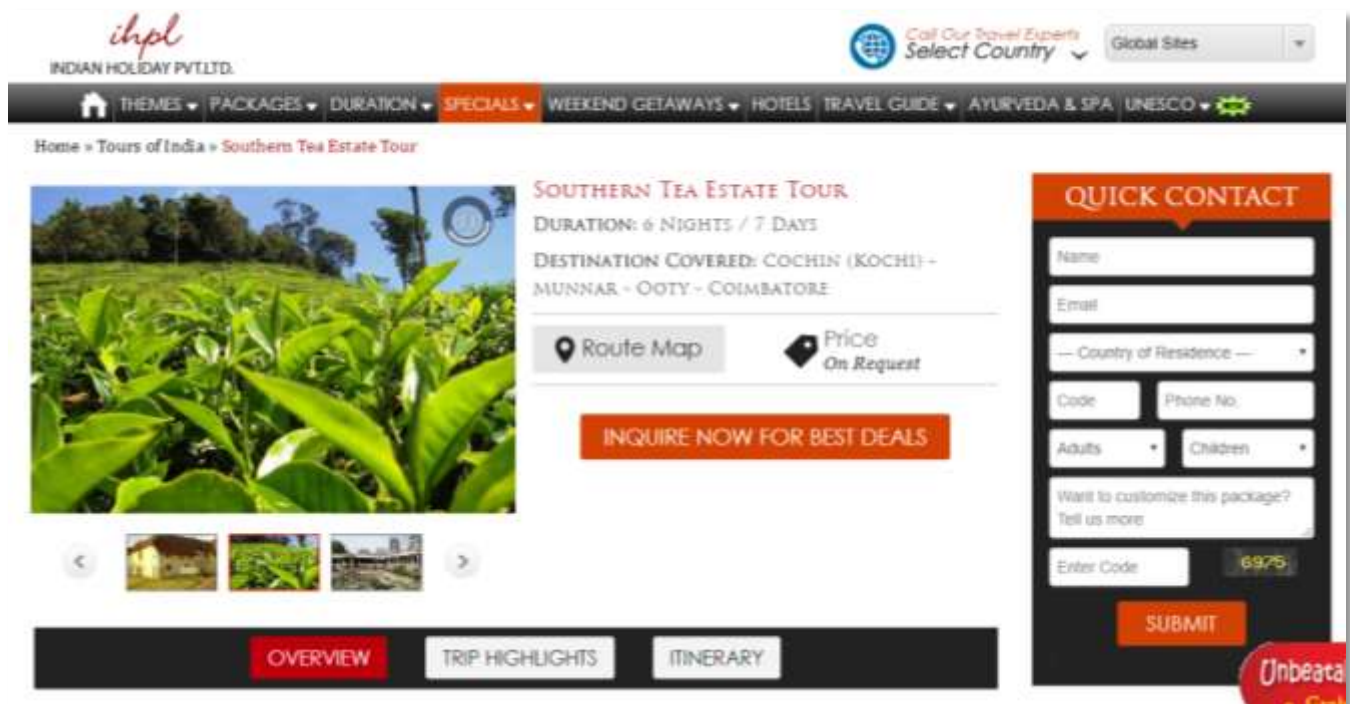 ihpl
INDIAN HOLIDAY PVT.LTD.
Call Our Travel Experts
Select Country
Global Sites
THEMES PACKAGES DURATION SPECIALS WEEKEND GETAWAYS HOTELS TRAVEL GUIDE AYURVEDA & SPA UNESCO
Home » Tours of India » Southern Tea Estate Tour
SOUTHERN TEA ESTATE TOUR
DURATION: 6 NIGHTS / 7 DAYS
DESTINATION COVERED: COCHIN (KOCHI) -
MUNNAR - OOTY - COIMBATORE
Route Map
Price
On Request
INQUIRE NOW FOR BEST DEALS
OVERVIEW TRIP HIGHLIGHTS ITINERARY
QUICK CONTACT
Name
Email
--- Country of Residence ---
Code Phone No.
Adults Children
Want to customize this package?
Tell us more
Enter Code 6975
SUBMIT
Unbeata